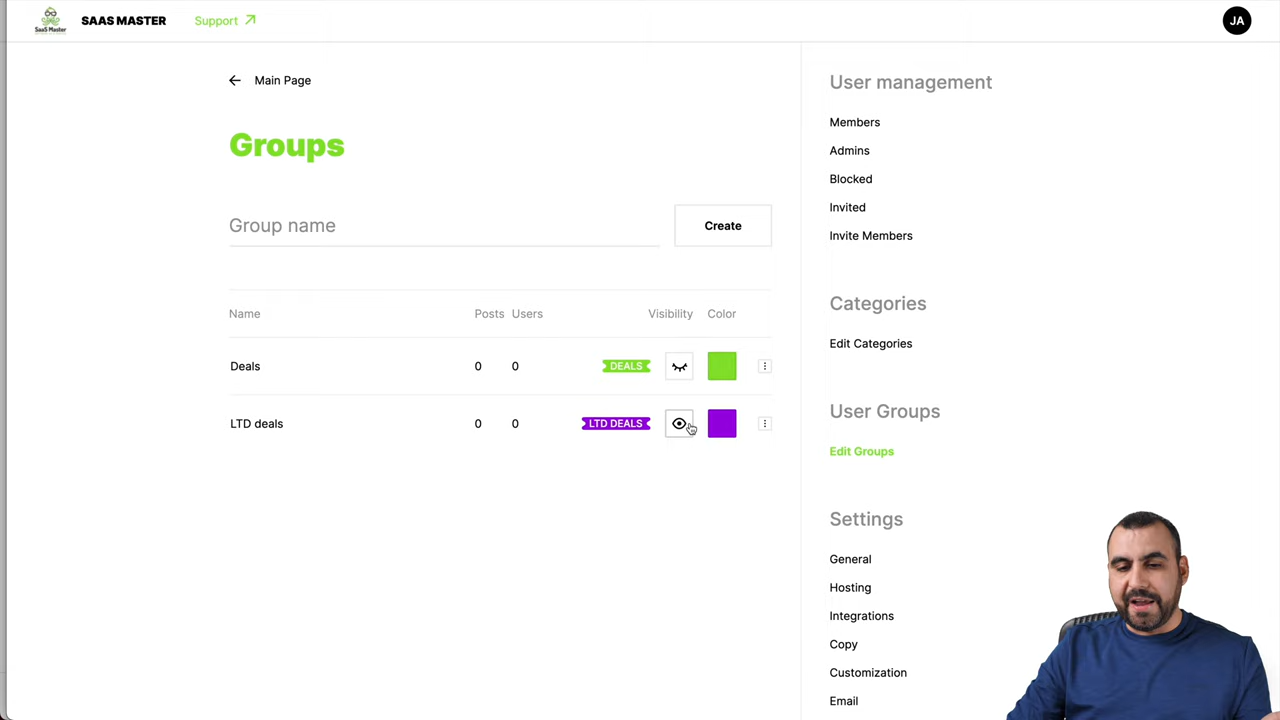 SaaS Master
SAAS MASTER
Support
JA
Main Page
Groups
Group name
Create
Name Posts Users Visibility Color
Deals 0 0 DEALS
LTD deals 0 0 LTD DEALS
User management
Members
Admins
Blocked
Invited
Invite Members
Categories
Edit Categories
User Groups
Edit Groups
Settings
General
Hosting
Integrations
Copy
Customization
Email